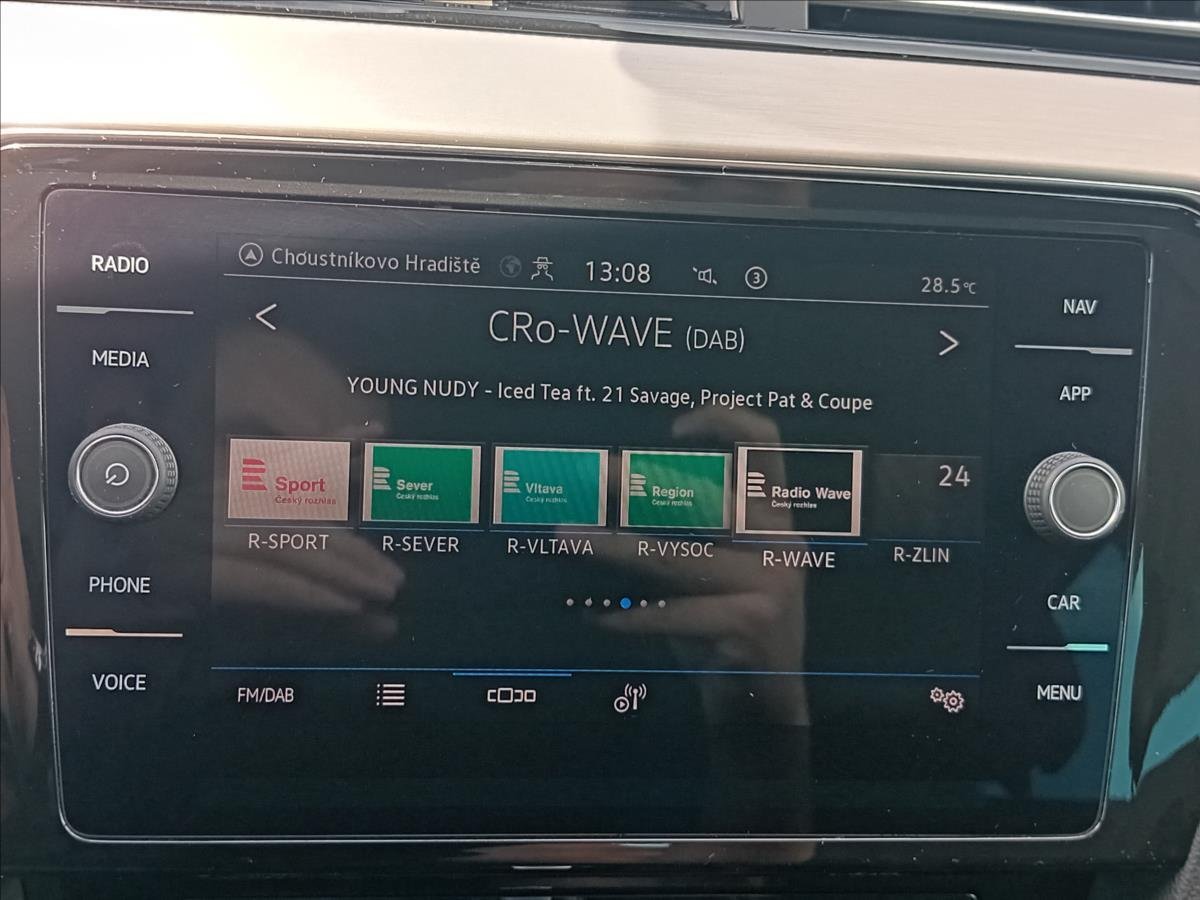 RADIO
MEDIA
PHONE
VOICE
Choustníkovo Hradiště 13:08 3 28.5°C
CRo-WAVE (DAB)
YOUNG NUDY - Iced Tea ft. 21 Savage, Project Pat & Coupe
Sport
Český rozhlas
Sever
Český rozhlas
Vltava
Český rozhlas
Region
Český rozhlas
Radio Wave
Český rozhlas
24
R-SPORT R-SEVER R-VLTAVA R-VYSOC R-WAVE R-ZLIN
FM/DAB
NAV
APP
CAR
MENU